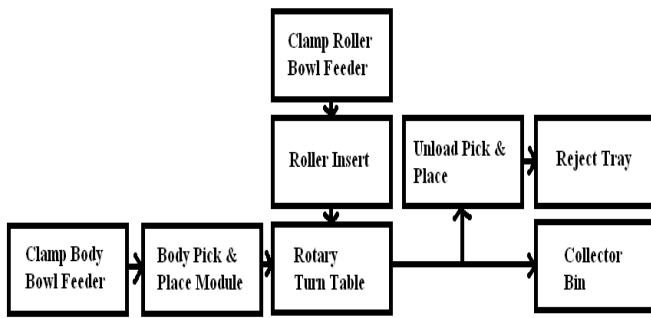 Clamp Roller
Bowl Feeder
Roller Insert
Unload Pick &
Place
Reject Tray
Clamp Body
Bowl Feeder
Body Pick &
Place Module
Rotary
Turn Table
Collector
Bin